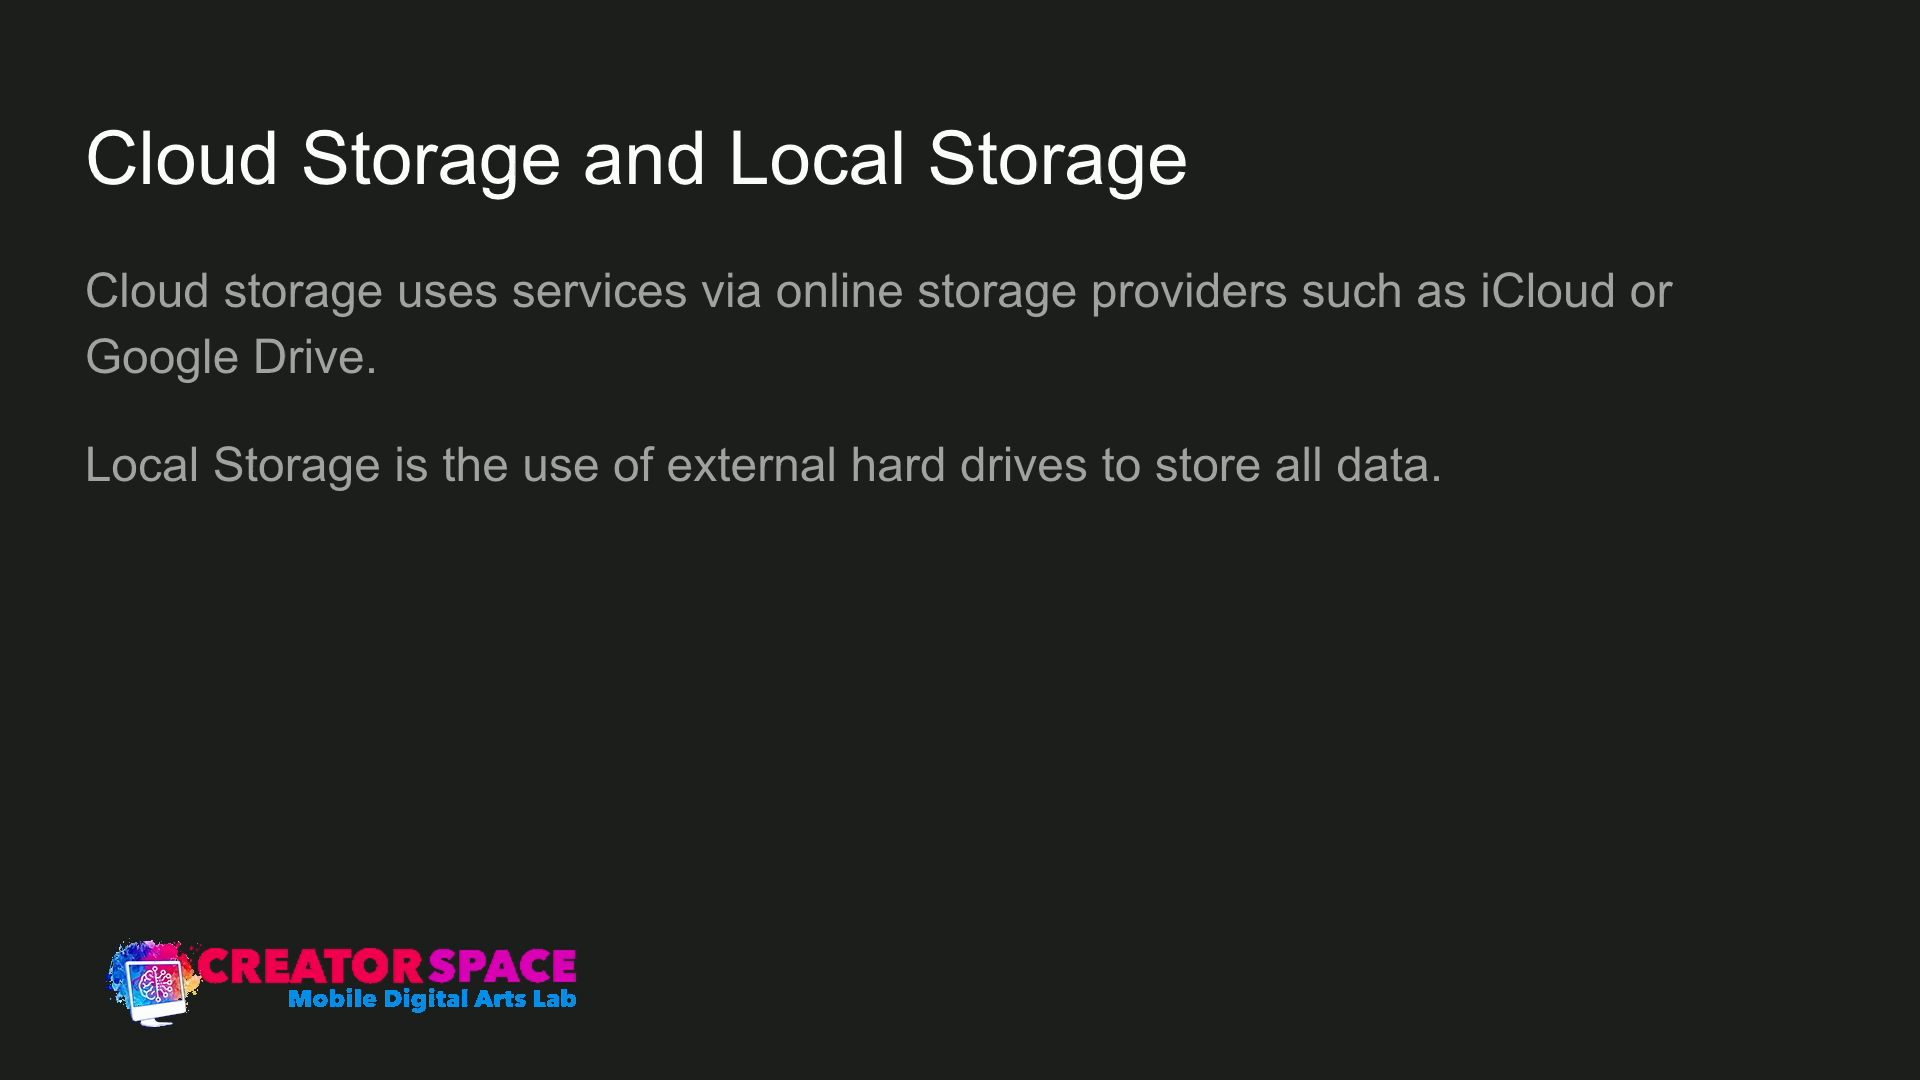 Cloud Storage and Local Storage
Cloud storage uses services via online storage providers such as iCloud or
Google Drive.
Local Storage is the use of external hard drives to store all data.
CREATORSPACE
Mobile Digital Arts Lab